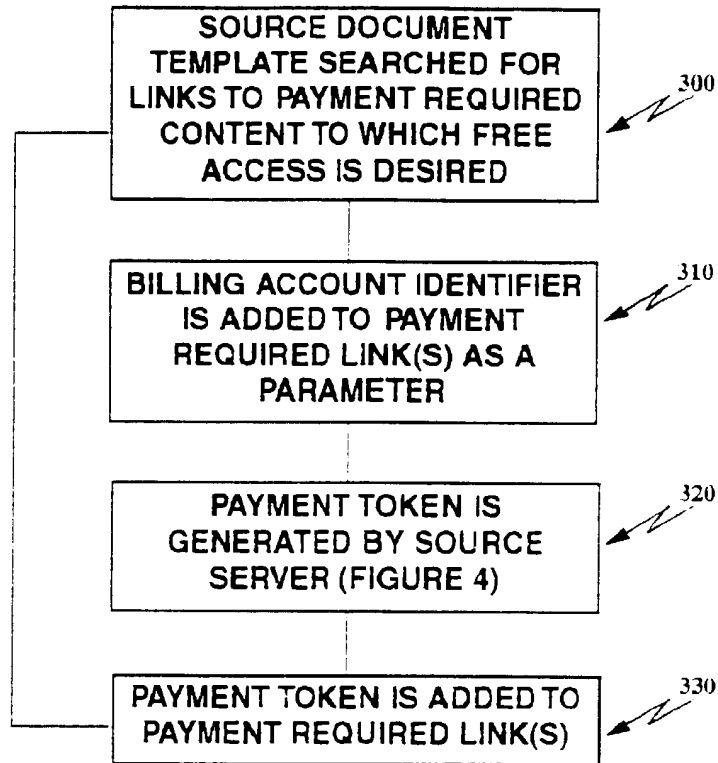 SOURCE DOCUMENT
TEMPLATE SEARCHED FOR
LINKS TO PAYMENT REQUIRED
CONTENT TO WHICH FREE
ACCESS IS DESIRED
300
BILLING ACCOUNT IDENTIFIER
IS ADDED TO PAYMENT
REQUIRED LINK(S) AS A
PARAMETER
310
PAYMENT TOKEN IS
GENERATED BY SOURCE
SERVER (FIGURE 4)
320
PAYMENT TOKEN IS ADDED TO
PAYMENT REQUIRED LINK(S)
330